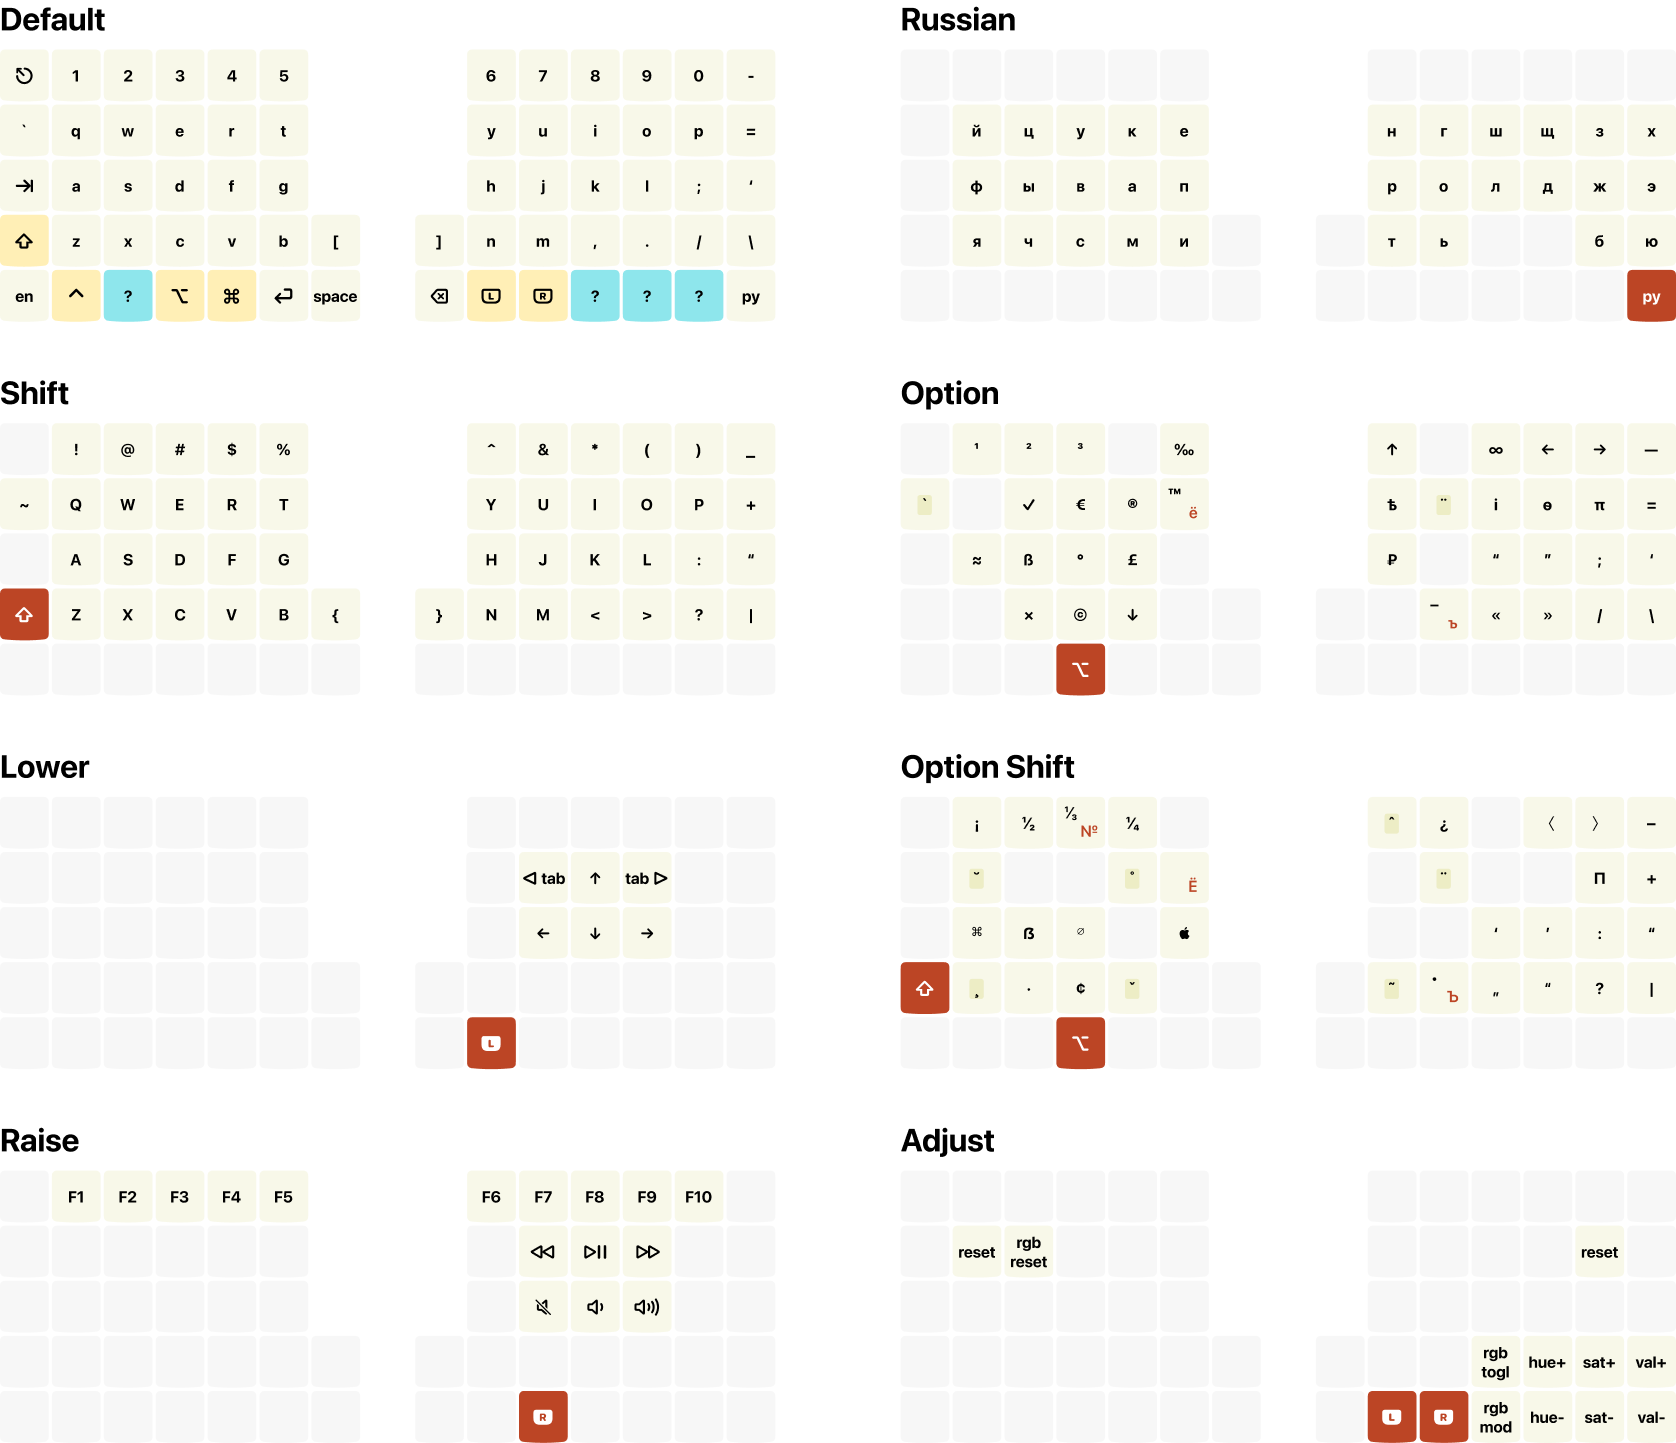 Default
1 2 3 4 5 6 7 8 9 0 -
` q w e r t y u i o p =
a s d f g h j k l ; ‘
z x c v b [ ] n m , . / \
en ^ ? ⌥ ⌘ space L R ? ? ? ру
Russian
й ц у к е н г ш щ з х
ф ы в а п р о л д ж э
я ч с м и т ь б ю
ру
Shift
! @ # $ % ^ & * ( ) _
~ Q W E R T Y U I O P +
A S D F G H J K L : “
Z X C V B { } N M < > ? |
Option
¹ ² ³ ‰ ↑ ∞ ← → —
` ✓ € ® ™ ё ѣ ¨ i ѳ π =
≈ ß ° £ ₽ “ ” ; ‘
× © ↓ – ъ « » / \
⌥
Lower
◁ tab ↑ tab ▷
← ↓ →
L
Option Shift
¡ ½ ⅓ № ¼ ˆ ¿ 〈 〉 –
˘ ˚ Ё ¨ П +
⌘ ẞ ∅  ‘ ’ : “
¸ · ¢ ˇ ˜ • Ъ „ “ ? |
⌥
Raise
F1 F2 F3 F4 F5 F6 F7 F8 F9 F10
R
Adjust
reset rgb reset reset
rgb togl hue+ sat+ val+
L R rgb mod hue- sat- val-